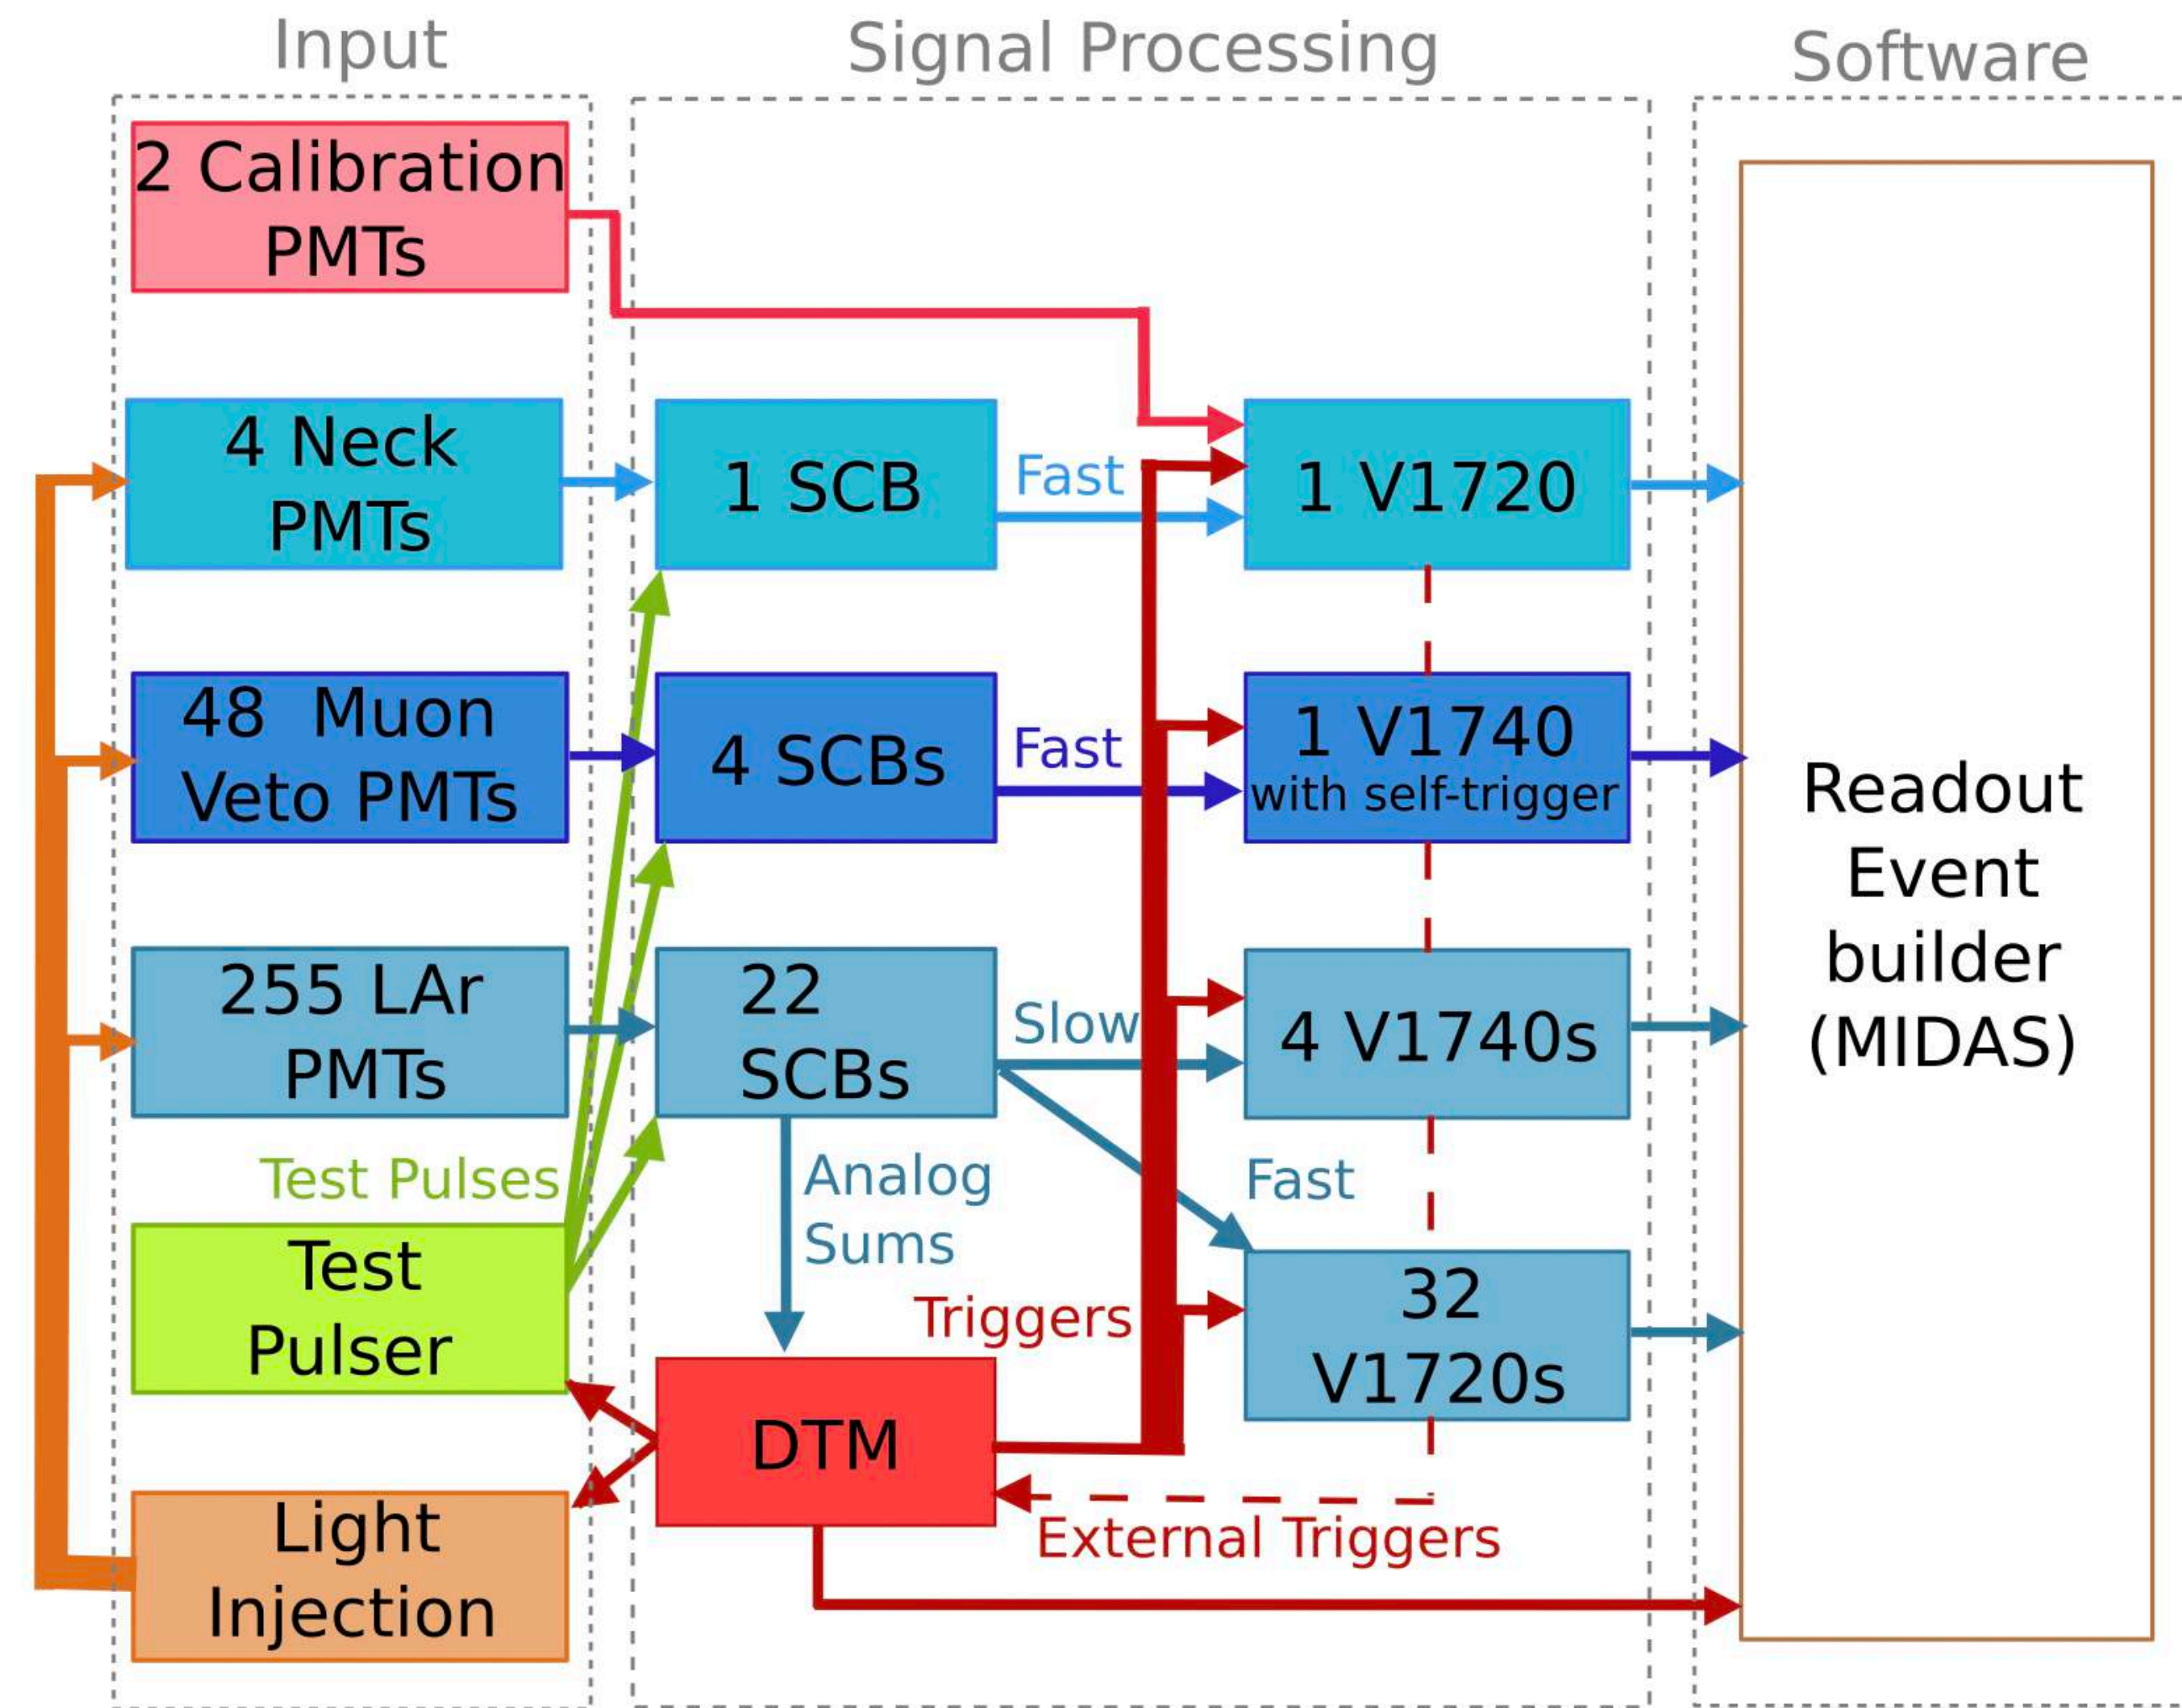 Input
Signal Processing
Software
2 Calibration
PMTs
4 Neck
PMTs
1 SCB
Fast
1 V1720
48 Muon
Veto PMTs
4 SCBs
Fast
1 V1740
with self-trigger
255 LAr
PMTs
22
SCBs
Slow
4 V1740s
Readout
Event
builder
(MIDAS)
Test Pulses
Analog
Sums
Fast
Test
Pulser
Triggers
32
V1720s
DTM
External Triggers
Light
Injection